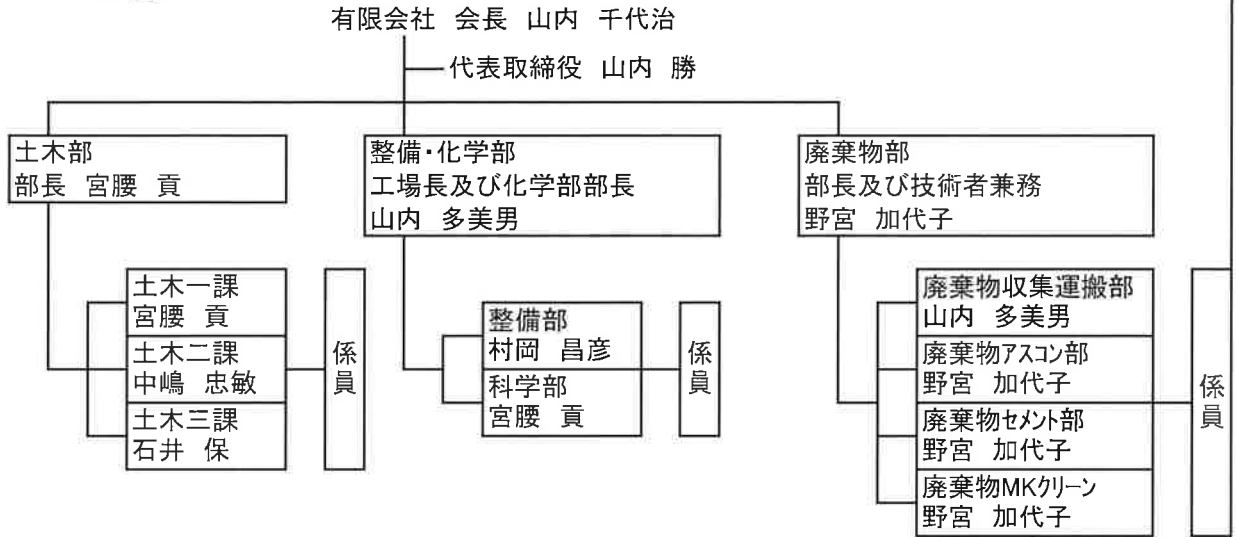 有限会社 会長 山内 千代治
代表取締役 山内 勝
土木部
部長 宮腰 貢
整備・化学部
工場長及び化学部部長
山内 多美男
廃棄物部
部長及び技術者兼務
野宮 加代子
土木一課
宮腰 貢
土木二課
中嶋 忠敏
土木三課
石井 保
係員
整備部
村岡 昌彦
科学部
宮腰 貢
係員
廃棄物収集運搬部
山内 多美男
廃棄物アスコン部
野宮 加代子
廃棄物セメント部
野宮 加代子
廃棄物MKクリーン
野宮 加代子
係員